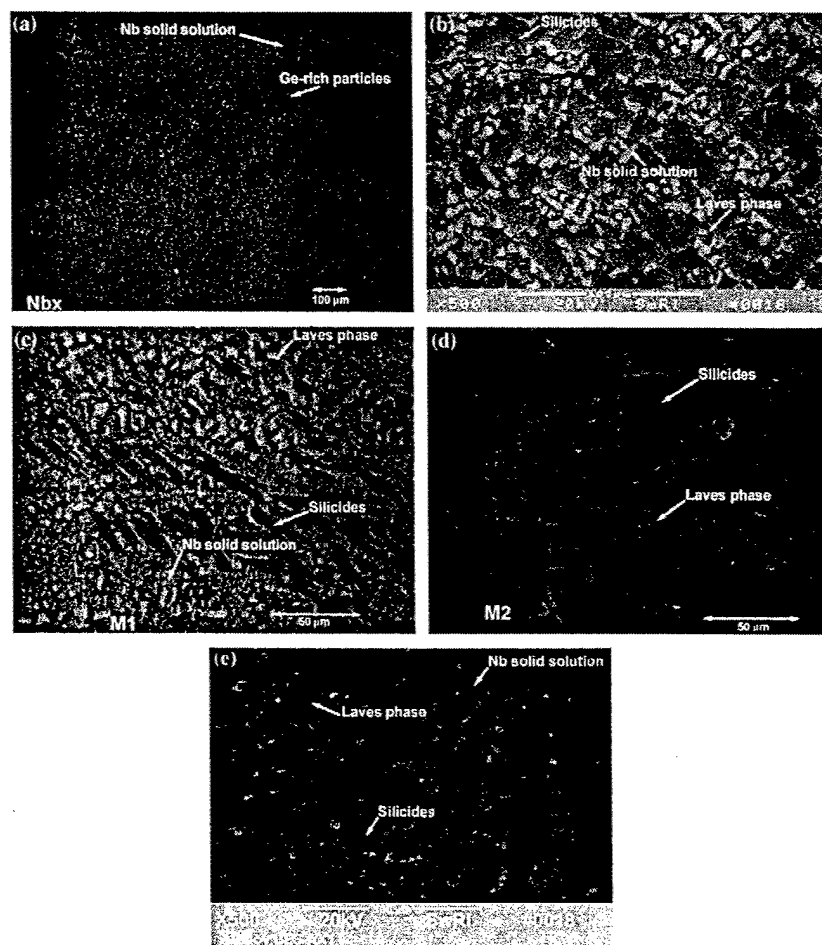 (a)
Nb solid solution
Ge-rich particles
100 μm
Nbx
(b)
Silicides
Nb solid solution
Laves phase
20kV
(c)
Laves phase
Silicides
Nb solid solution
M1
50 μm
(d)
Silicides
Laves phase
M2
50 μm
(e)
Nb solid solution
Laves phase
Silicides
20kV